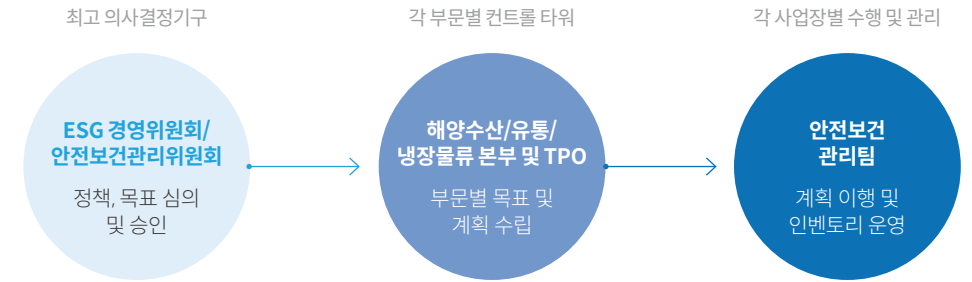 최고 의사결정기구
각 부문별 컨트롤 타워
각 사업장별 수행 및 관리
ESG 경영위원회/
안전보건관리위원회
정책, 목표 심의
및 승인
해양수산/유통/
냉장물류 본부 및 TPO
부문별 목표 및
계획 수립
안전보건
관리팀
계획 이행 및
인벤토리 운영